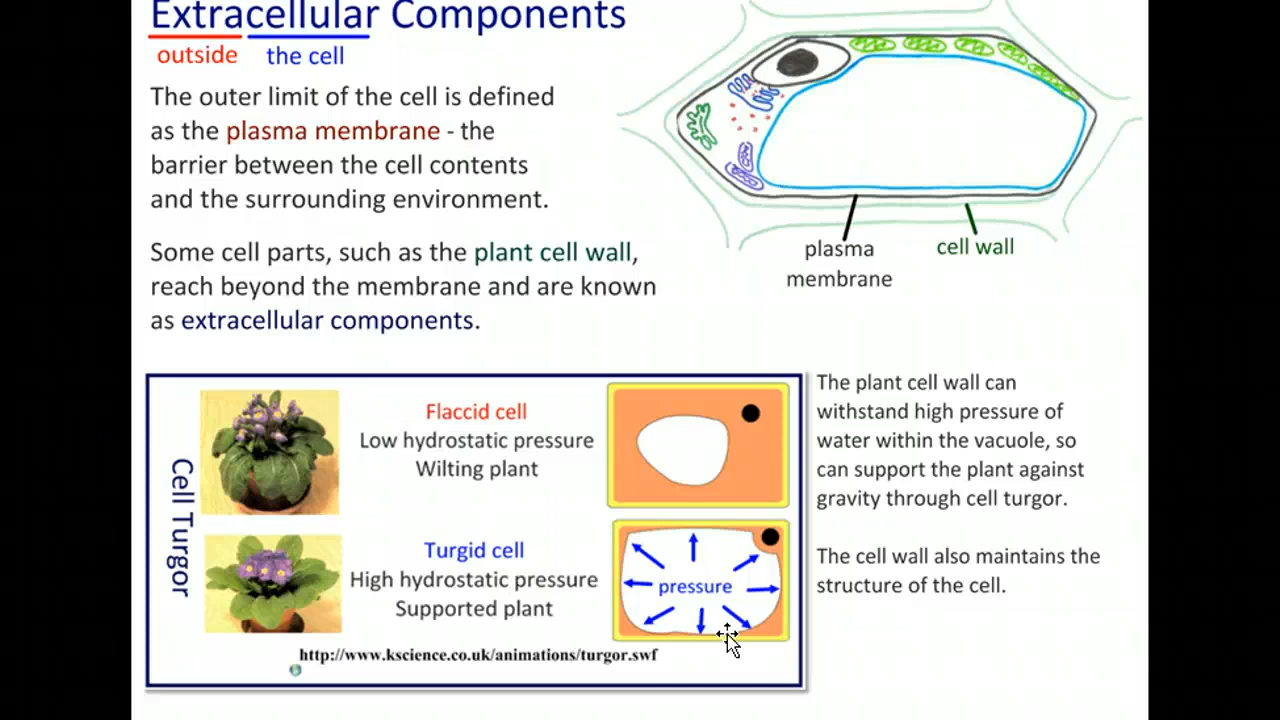 Extracellular Components
outside the cell
The outer limit of the cell is defined
as the plasma membrane - the
barrier between the cell contents
and the surrounding environment.
Some cell parts, such as the plant cell wall,
reach beyond the membrane and are known
as extracellular components.
plasma
membrane
cell wall
Cell Turgor
Flaccid cell
Low hydrostatic pressure
Wilting plant
Turgid cell
High hydrostatic pressure
Supported plant
pressure
http://www.kscience.co.uk/animations/turgor.swf
The plant cell wall can
withstand high pressure of
water within the vacuole, so
can support the plant against
gravity through cell turgor.
The cell wall also maintains the
structure of the cell.